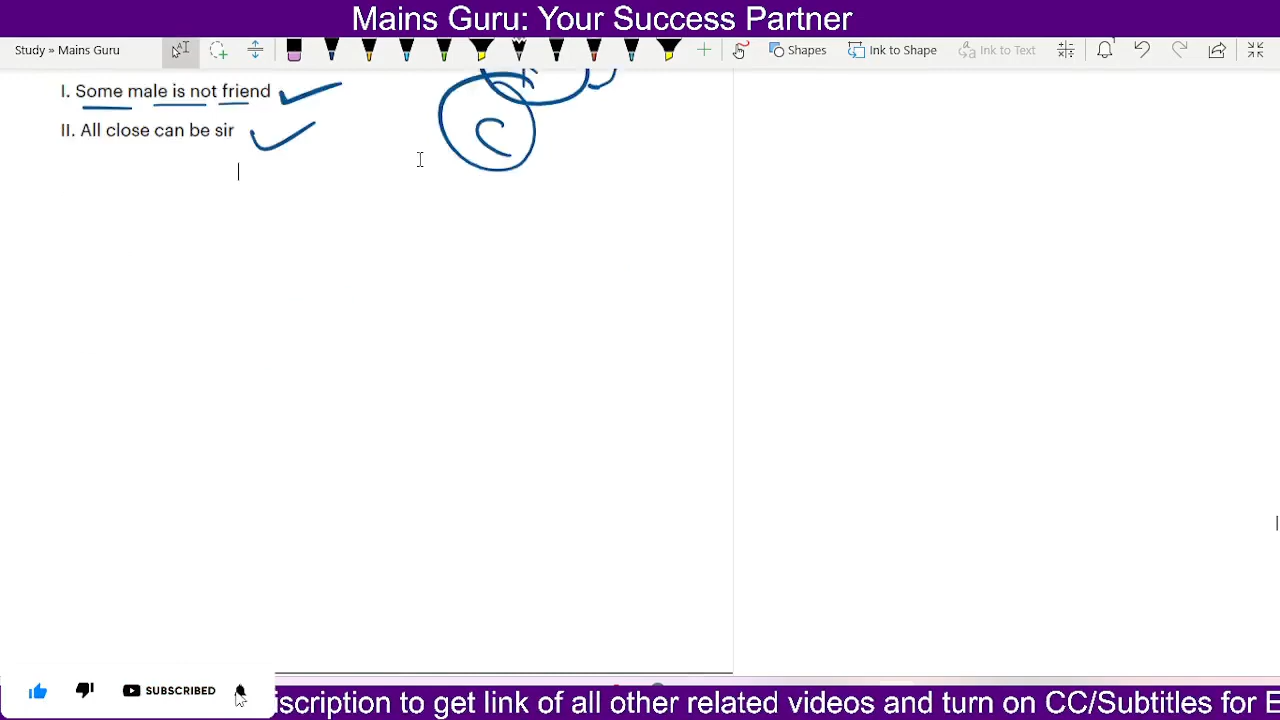 Mains Guru: Your Success Partner
Study » Mains Guru
Shapes
Ink to Shape
Ink to Text
I. Some male is not friend
II. All close can be sir
C
SUBSCRIBED
iscription to get link of all other related videos and turn on CC/Subtitles for E